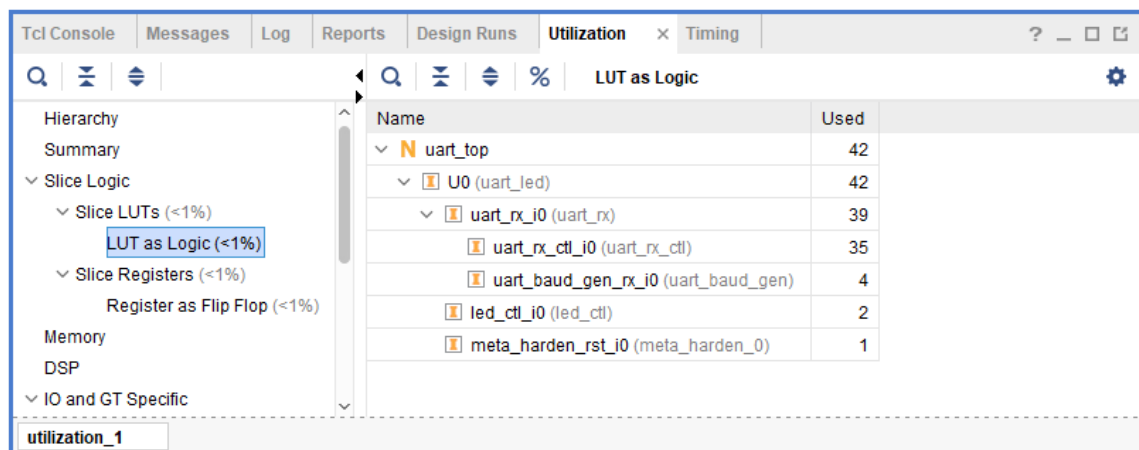 Tcl Console Messages Log Reports Design Runs Utilization × Timing ? _
% LUT as Logic
Hierarchy
Summary
Slice Logic
Slice LUTs (<1%)
LUT as Logic (<1%)
Slice Registers (<1%)
Register as Flip Flop (<1%)
Memory
DSP
IO and GT Specific
Name Used
N uart_top 42
U0 (uart_led) 42
uart_rx_i0 (uart_rx) 39
uart_rx_ctl_i0 (uart_rx_ctl) 35
uart_baud_gen_rx_i0 (uart_baud_gen) 4
led_ctl_i0 (led_ctl) 2
meta_harden_rst_i0 (meta_harden_0) 1
utilization_1